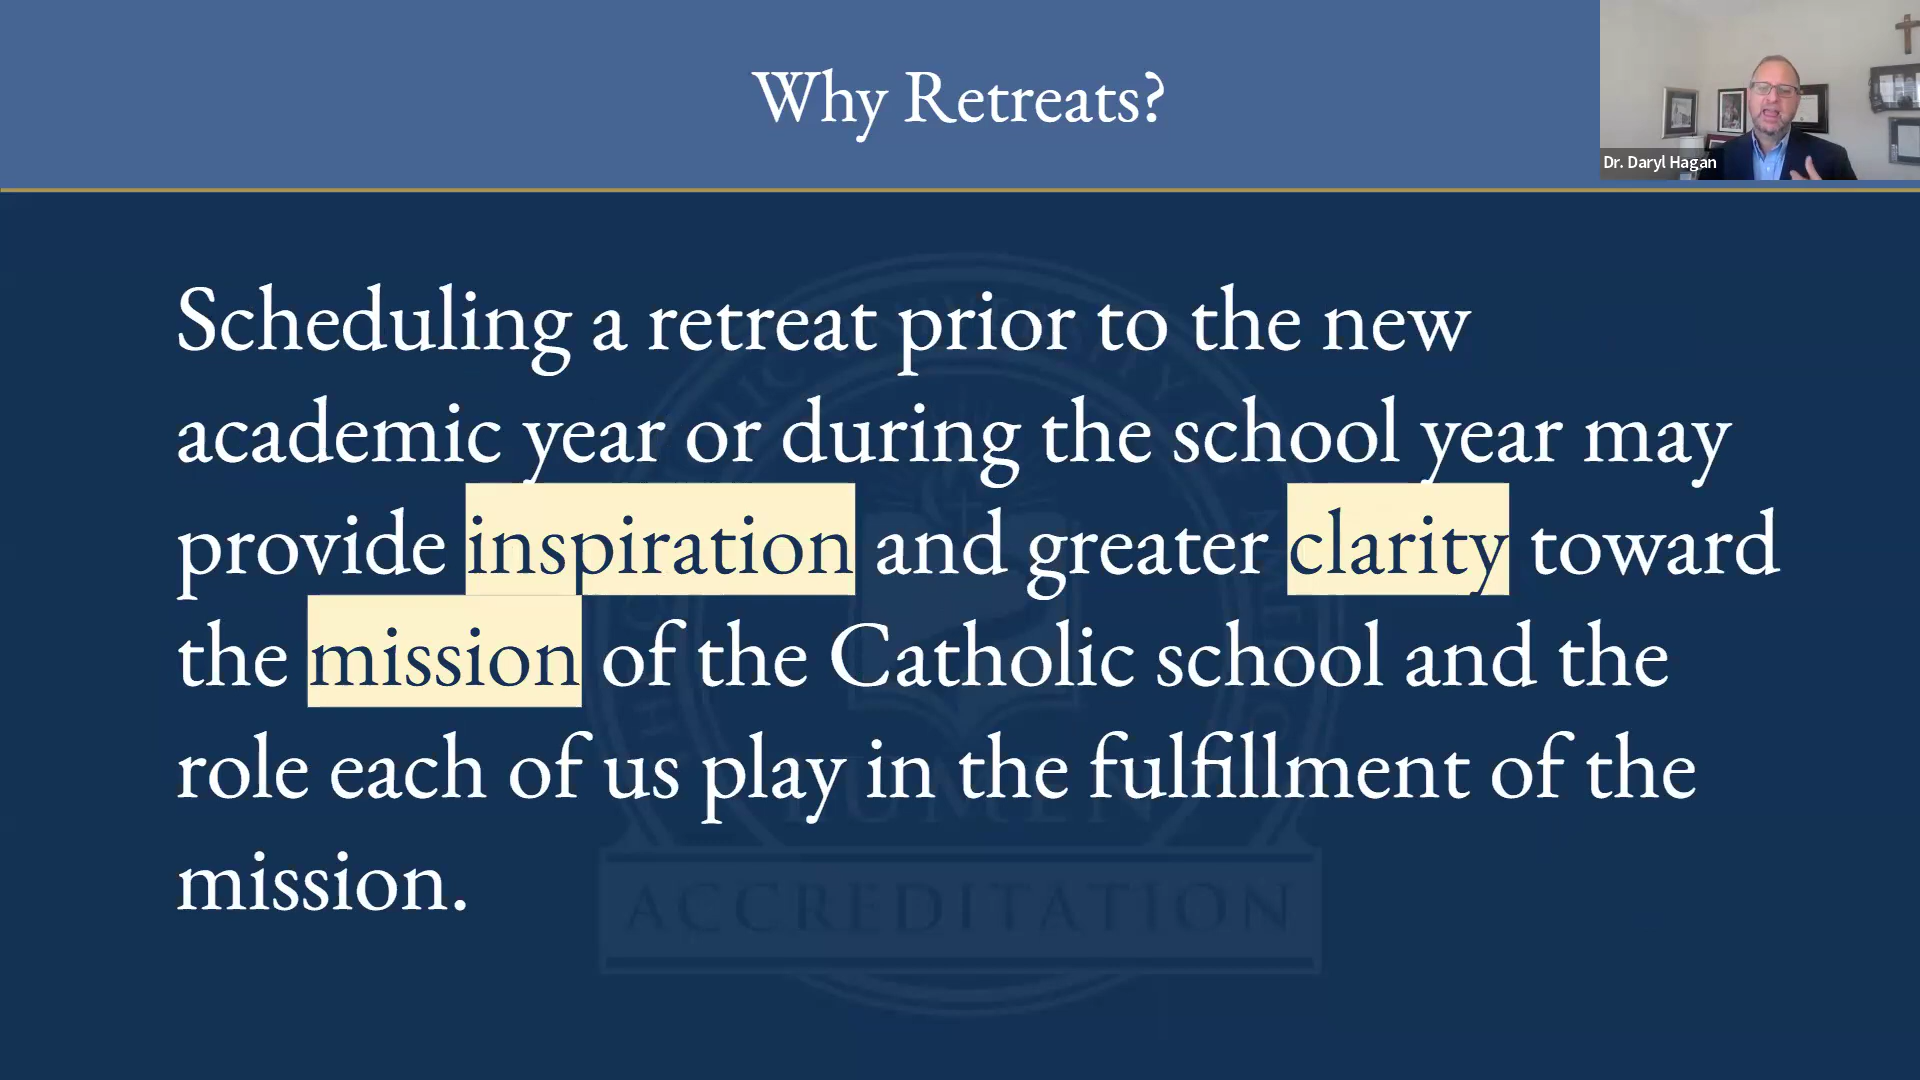 Why Retreats?
Dr. Daryl Hagan
Scheduling a retreat prior to the new
academic year or during the school year may
provide inspiration and greater clarity toward
the mission of the Catholic school and the
role each of us play in the fulfillment of the
mission.
LUMEN
ACCREDITATION